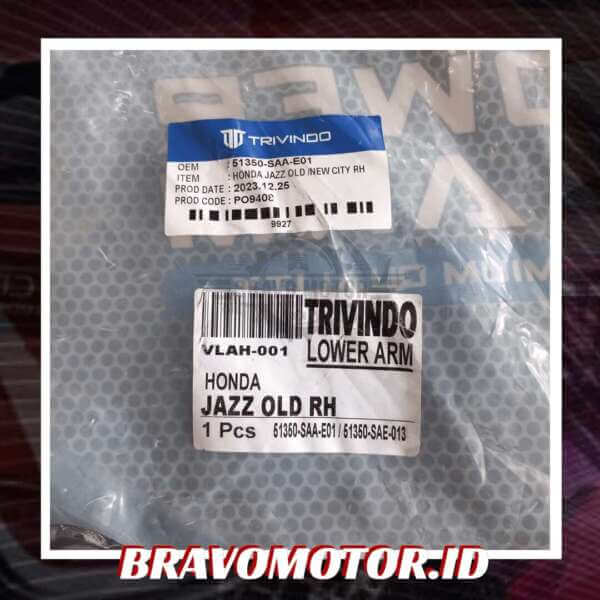 TRIVINDO
OEM : 51350-SAA-E01
ITEM : HONDA JAZZ OLD /NEW CITY RH
PROD DATE : 2023.12.25
PROD CODE : PO9408
9927
VLAH-001
TRIVINDO
LOWER ARM
HONDA
JAZZ OLD RH
1 Pcs 51350-SAA-E01 / 51350-SAE-013
BRAVOMOTOR.ID